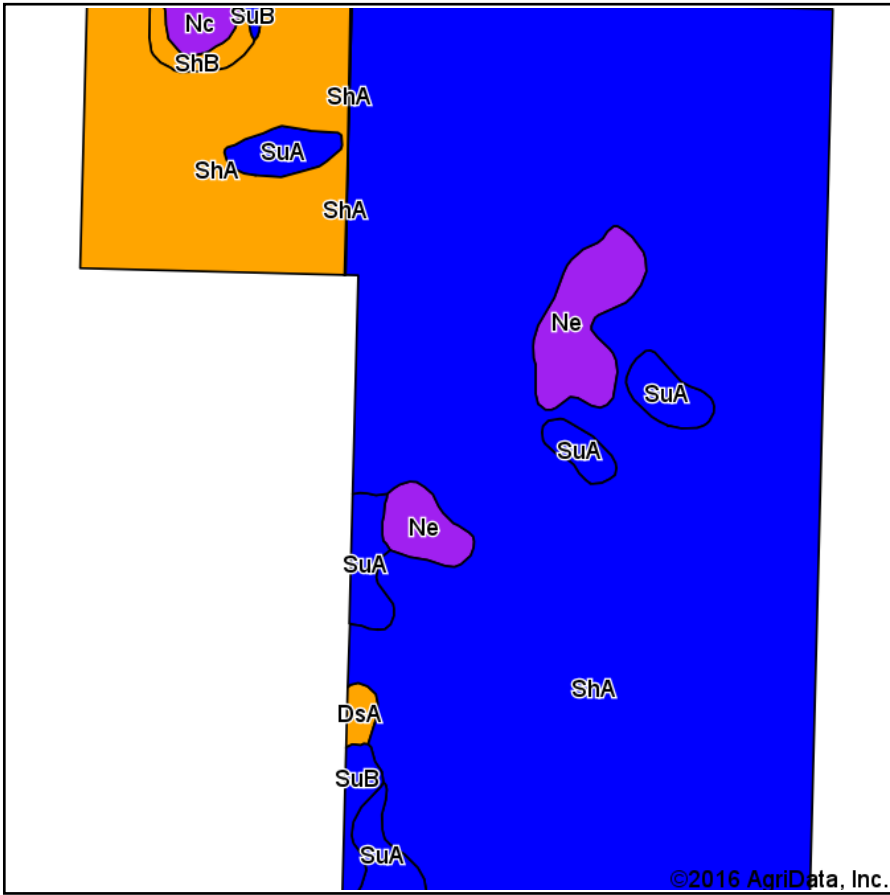 Nc
SuB
ShB
ShA
SuA
ShA
ShA
Ne
SuA
SuA
Ne
SuA
ShA
DsA
SuB
SuA
©2016 AgriData, Inc.